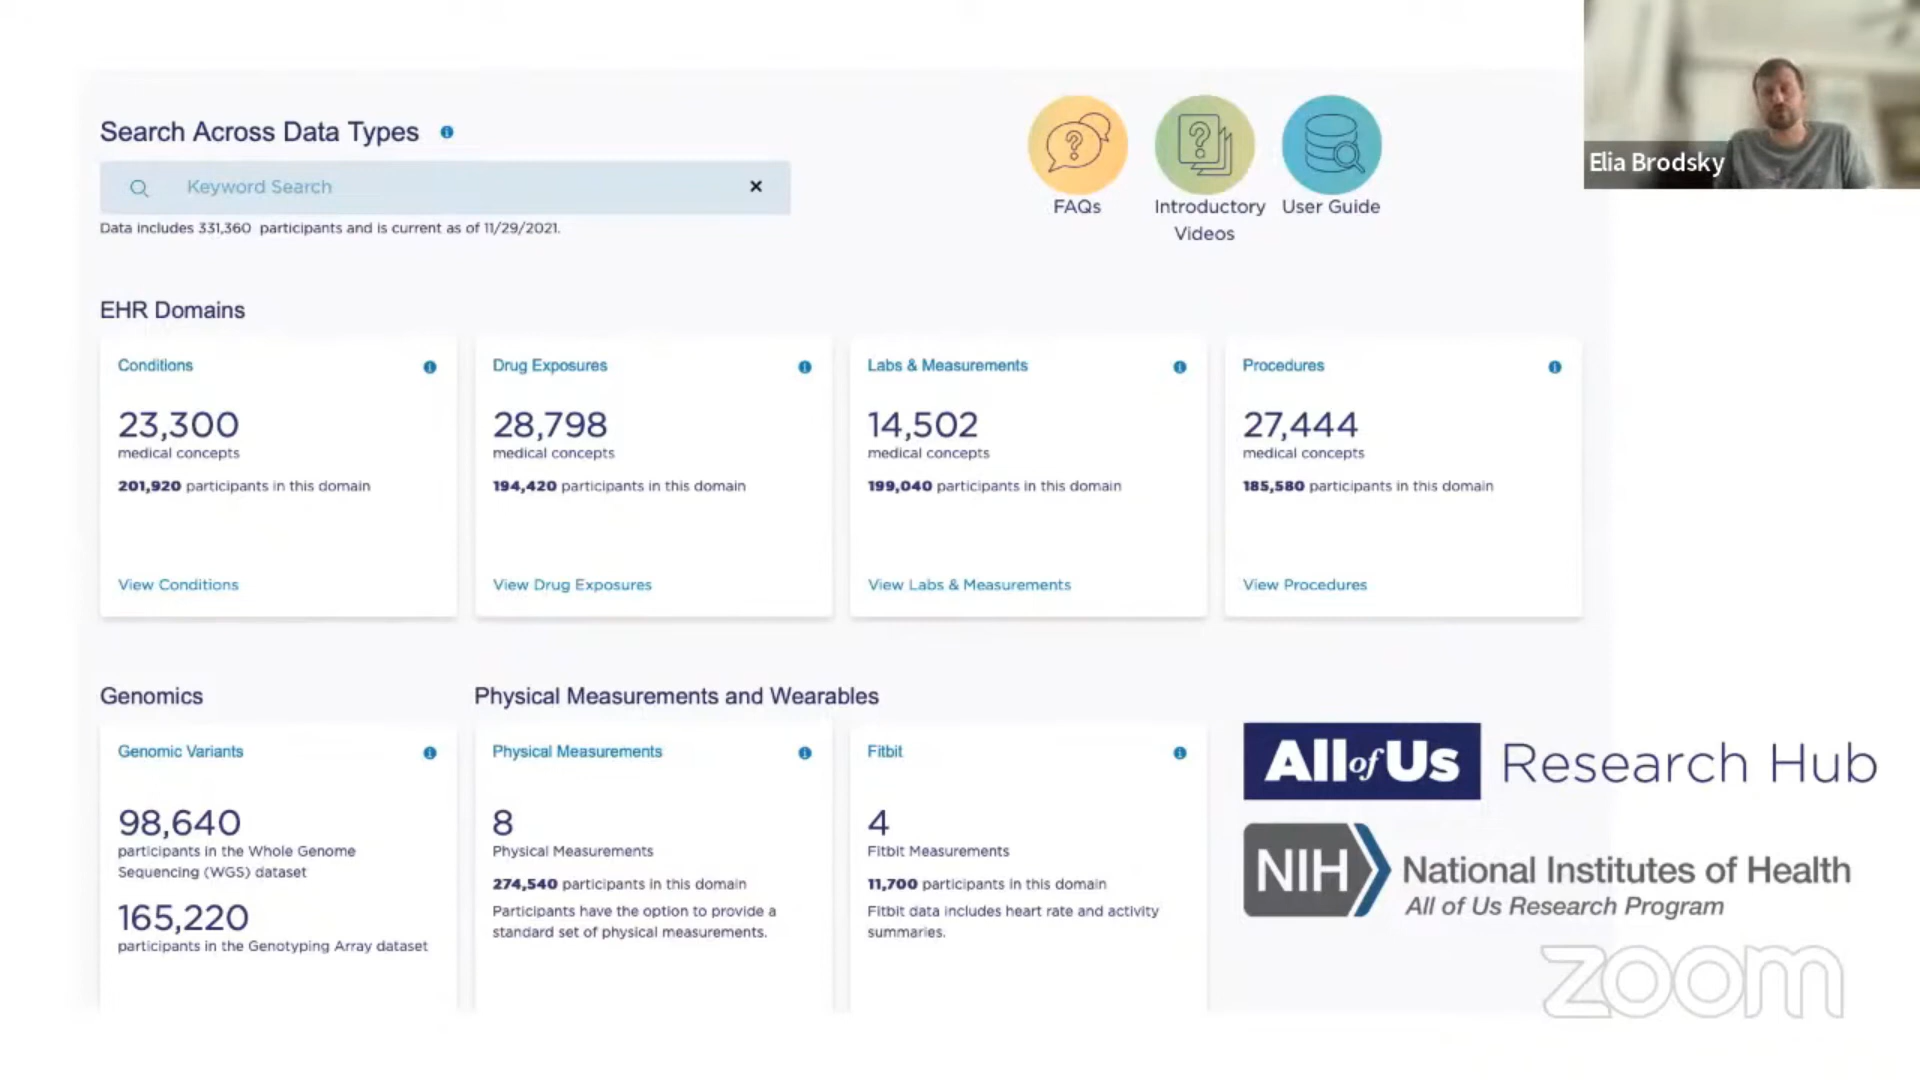 Search Across Data Types
Keyword Search
Data includes 331,360 participants and is current as of 11/29/2021.
FAQs
Introductory Videos
User Guide
Elia Brodsky
EHR Domains
Conditions
23,300
medical concepts
201,920 participants in this domain
View Conditions
Drug Exposures
28,798
medical concepts
194,420 participants in this domain
View Drug Exposures
Labs & Measurements
14,502
medical concepts
199,040 participants in this domain
View Labs & Measurements
Procedures
27,444
medical concepts
185,580 participants in this domain
View Procedures
Genomics
Genomic Variants
98,640
participants in the Whole Genome
Sequencing (WGS) dataset
165,220
participants in the Genotyping Array dataset
Physical Measurements and Wearables
Physical Measurements
8
Physical Measurements
274,540 participants in this domain
Participants have the option to provide a
standard set of physical measurements.
Fitbit
4
Fitbit Measurements
11,700 participants in this domain
Fitbit data includes heart rate and activity
summaries.
All of Us Research Hub
NIH National Institutes of Health
All of Us Research Program
zoom